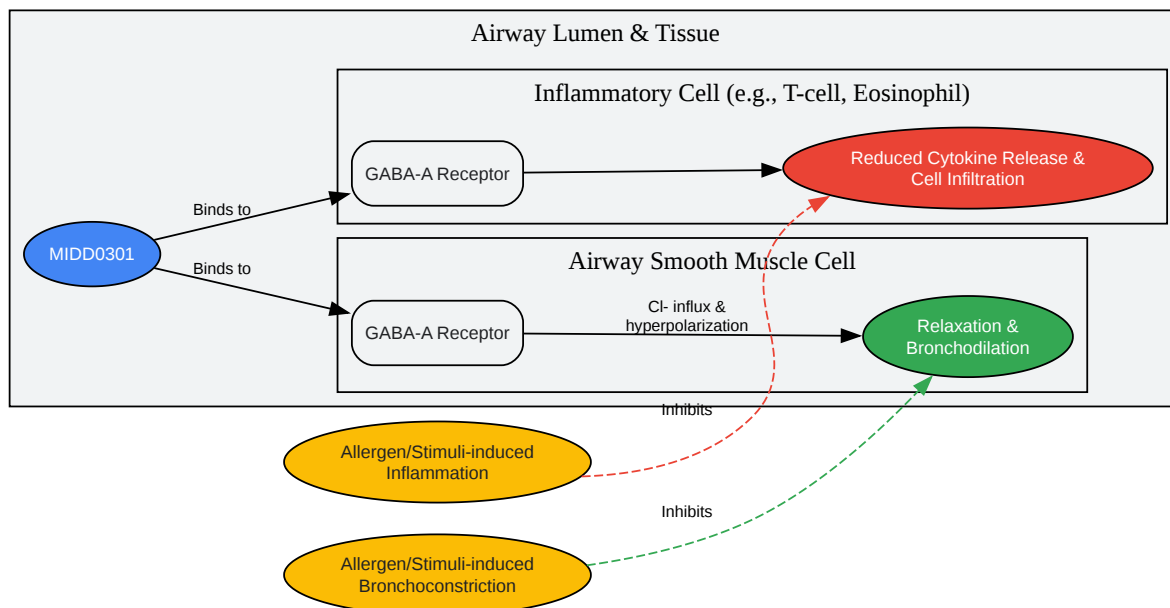 Airway Lumen & Tissue
Inflammatory Cell (e.g., T-cell, Eosinophil)
GABA-A Receptor
Reduced Cytokine Release &
Cell Infiltration
Binds to
MIDD0301
Binds to
Airway Smooth Muscle Cell
GABA-A Receptor
Cl- influx &
hyperpolarization
Relaxation &
Bronchodilation
Inhibits
Allergen/Stimuli-induced
Inflammation
Inhibits
Allergen/Stimuli-induced
Bronchoconstriction